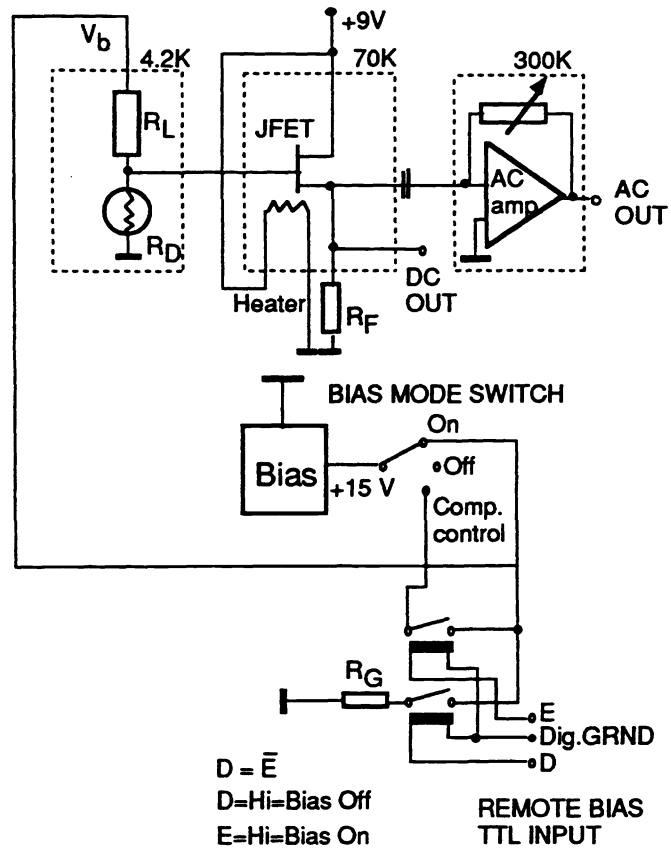 V_b
+9V
4.2K
70K
300K
R_L
JFET
AC
amp.
AC
OUT
R_D
DC
OUT
Heater
R_F
BIAS MODE SWITCH
On
Bias
+15 V
Off
Comp.
control
R_G
E
Dig.GRND
D
D = E̅
D=Hi=Bias Off
E=Hi=Bias On
REMOTE BIAS
TTL INPUT